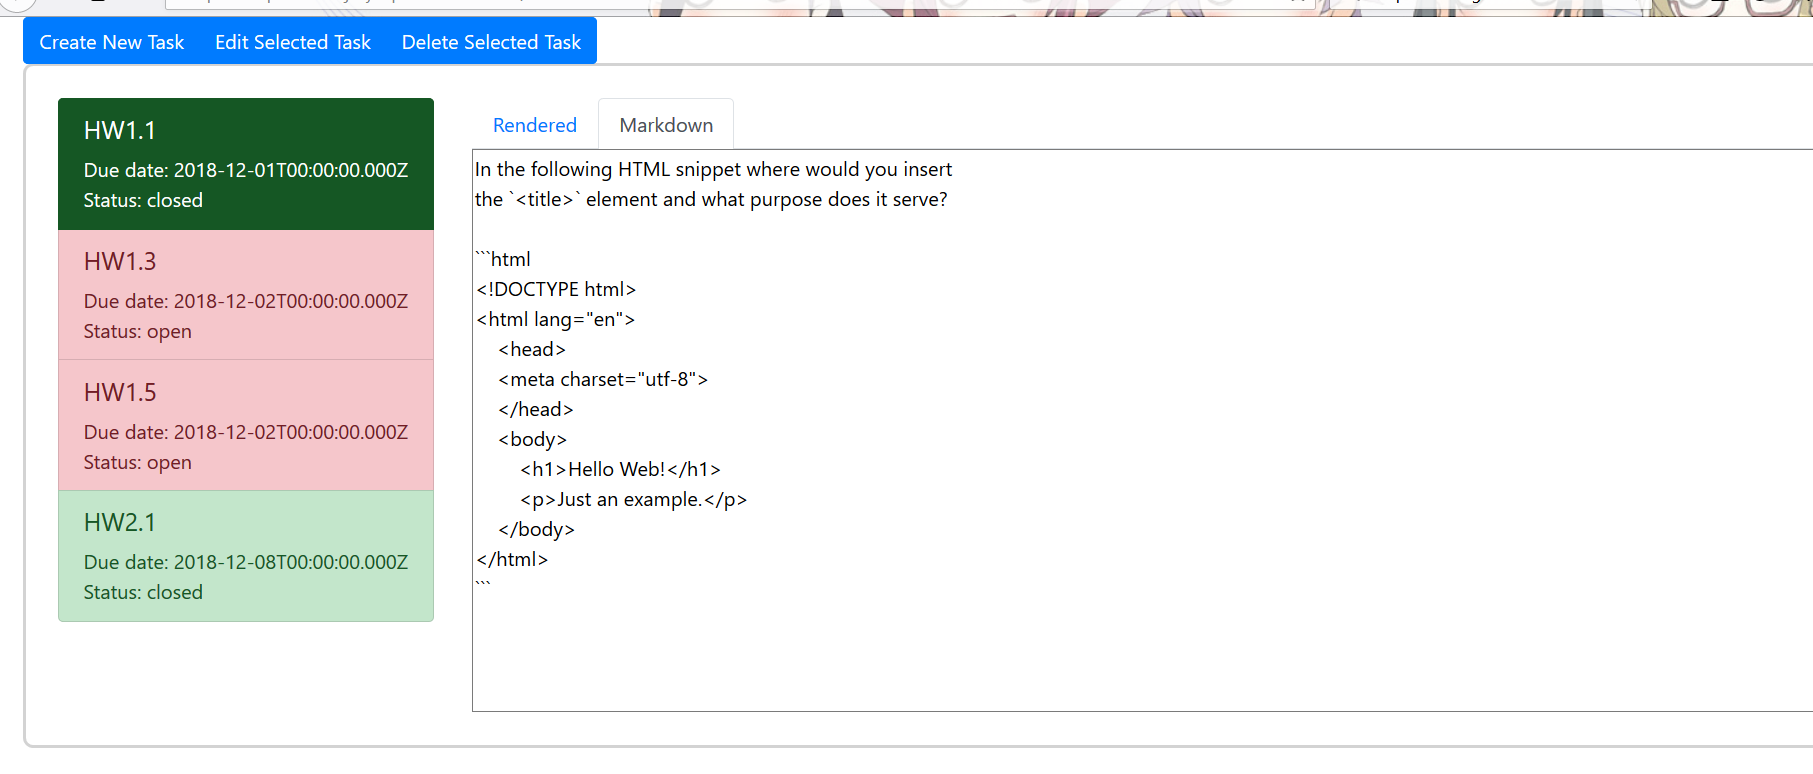 Create New Task Edit Selected Task Delete Selected Task
HW1.1
Due date: 2018-12-01T00:00:00.000Z
Status: closed
HW1.3
Due date: 2018-12-02T00:00:00.000Z
Status: open
HW1.5
Due date: 2018-12-02T00:00:00.000Z
Status: open
HW2.1
Due date: 2018-12-08T00:00:00.000Z
Status: closed
Rendered Markdown
In the following HTML snippet where would you insert
the `<title>` element and what purpose does it serve?
```html
<!DOCTYPE html>
<html lang="en">
    <head>
    <meta charset="utf-8">
    </head>
    <body>
        <h1>Hello Web!</h1>
        <p>Just an example.</p>
    </body>
</html>
```